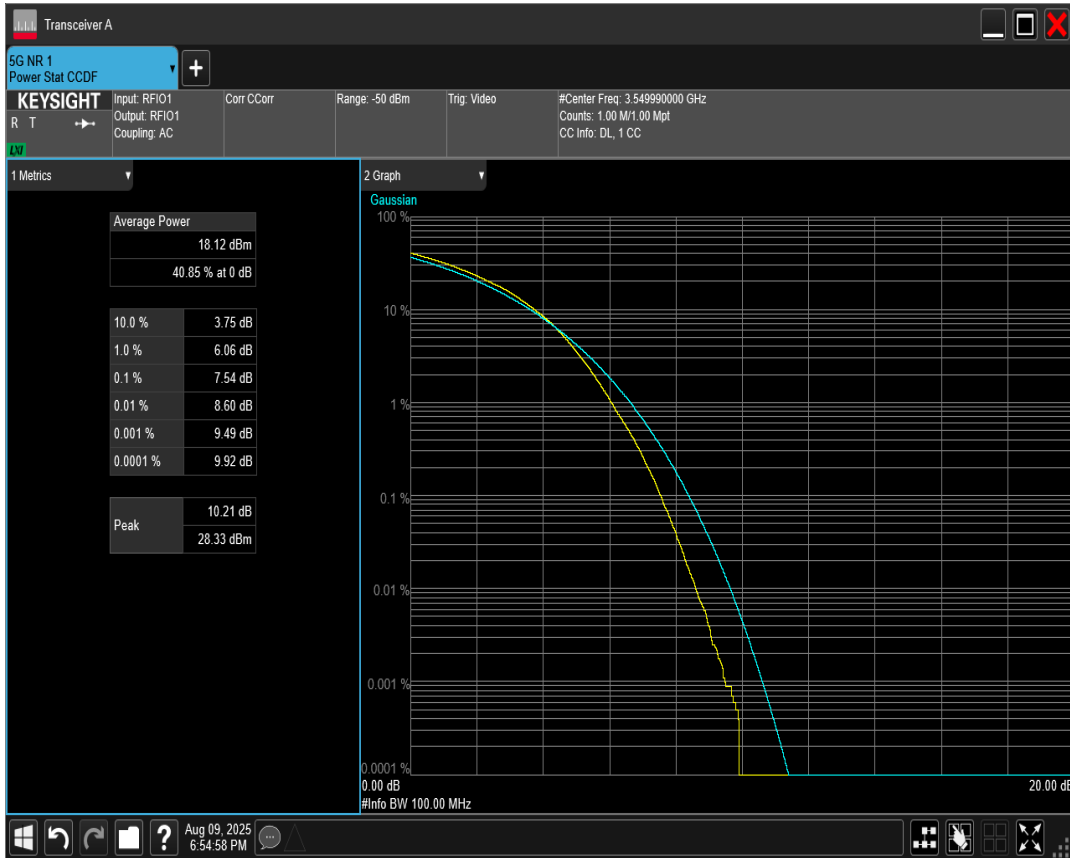 Transceiver A
5G NR 1
Power Stat CCDF
KEYSIGHT
R T
LXI
Input: RFIO1
Output: RFIO1
Coupling: AC
Corr CCorr
Range: -50 dBm
Trig: Video
#Center Freq: 3.549990000 GHz
Counts: 1.00 M/1.00 Mpt
CC Info: DL, 1 CC
1 Metrics
Average Power
18.12 dBm
40.85 % at 0 dB
10.0 % 3.75 dB
1.0 % 6.06 dB
0.1 % 7.54 dB
0.01 % 8.60 dB
0.001 % 9.49 dB
0.0001 % 9.92 dB
Peak
10.21 dB
28.33 dBm
2 Graph
Gaussian
100 %
10 %
1 %
0.1 %
0.01 %
0.001 %
0.0001 %
0.00 dB 20.00 dB
#Info BW 100.00 MHz
?
Aug 09, 2025
6:54:58 PM